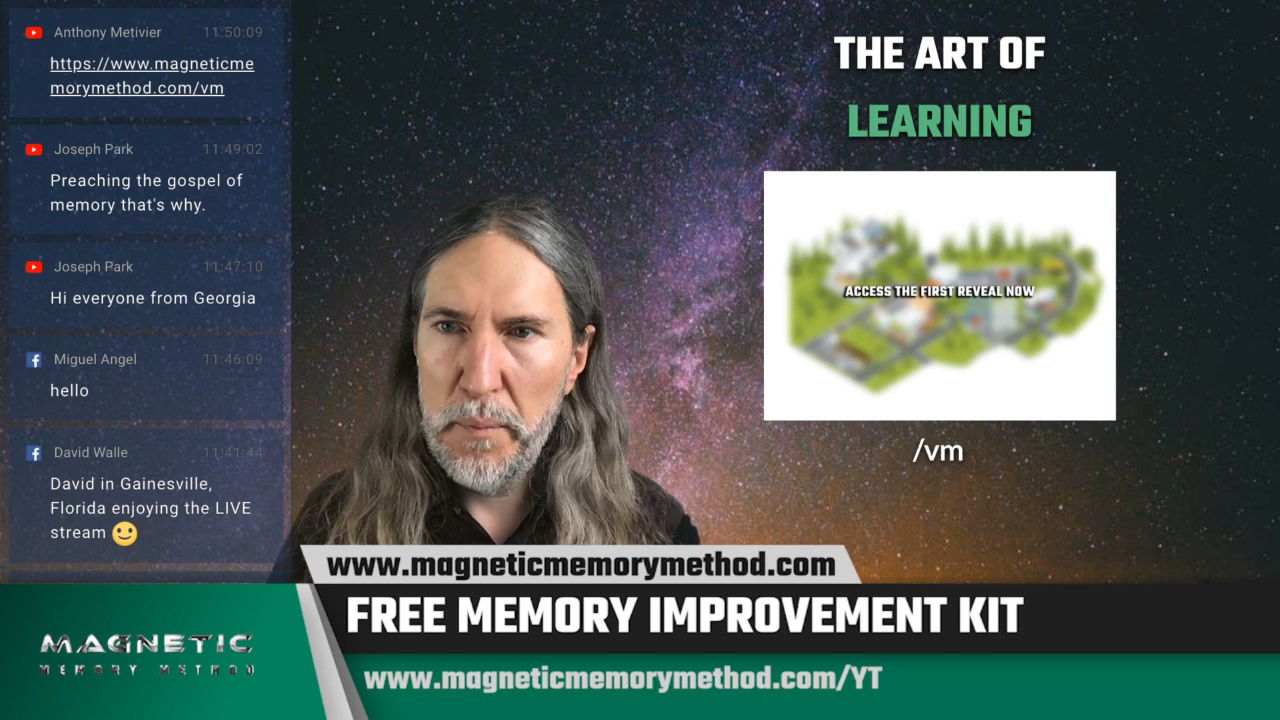 Anthony Metivier 11:50:09
https://www.magneticme
morymethod.com/vm
Joseph Park 11:49:02
Preaching the gospel of
memory that's why.
Joseph Park 11:47:10
Hi everyone from Georgia
Miguel Angel 11:46:09
hello
David Walle 11:41:44
David in Gainesville,
Florida enjoying the LIVE
stream 🙂
THE ART OF
LEARNING
ACCESS THE FIRST REVEAL NOW
/vm
www.magneticmemorymethod.com
FREE MEMORY IMPROVEMENT KIT
www.magneticmemorymethod.com/YT
MAGNETIC
MEMORY METHOD